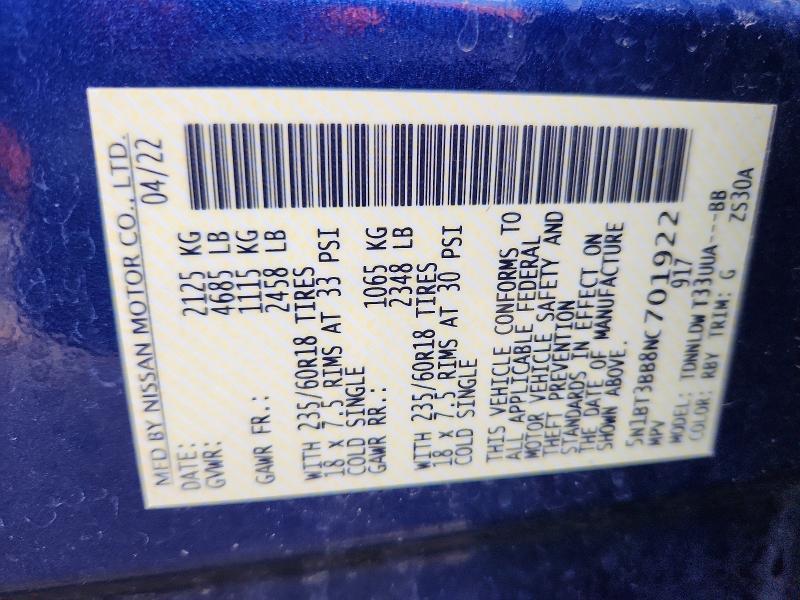 MFD BY NISSAN MOTOR CO., LTD.
DATE: 04/22
GVWR: 2125 KG
4685 LB
GAWR FR.: 1115 KG
2458 LB
WITH 235/60R18 TIRES
18 X 7.5 RIMS AT 33 PSI
COLD SINGLE
GAWR RR.: 1065 KG
2348 LB
WITH 235/60R18 TIRES
18 X 7.5 RIMS AT 30 PSI
COLD SINGLE
THIS VEHICLE CONFORMS TO
ALL APPLICABLE FEDERAL
MOTOR VEHICLE SAFETY AND
THEFT PREVENTION
STANDARDS IN EFFECT ON
THE DATE OF MANUFACTURE
SHOWN ABOVE.
5N1BT3BB8NC701922
MPV 917
MODEL: TDNNLDW T33UUA---BB
COLOR: RBY TRIM: G ZS30A